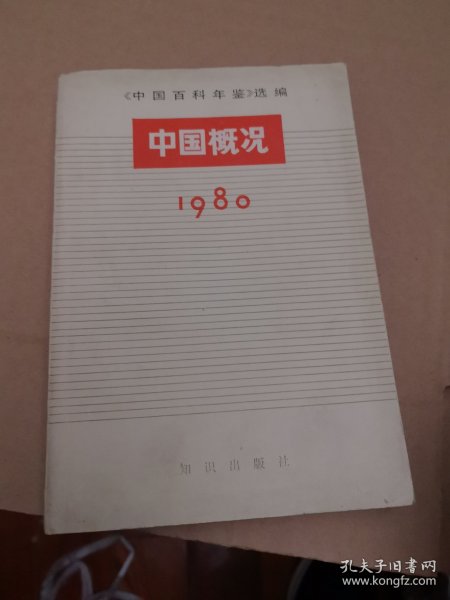 《中国百科年鉴》选编
中国概况
1980
知识出版社
孔夫子旧书网
www.kongfz.com